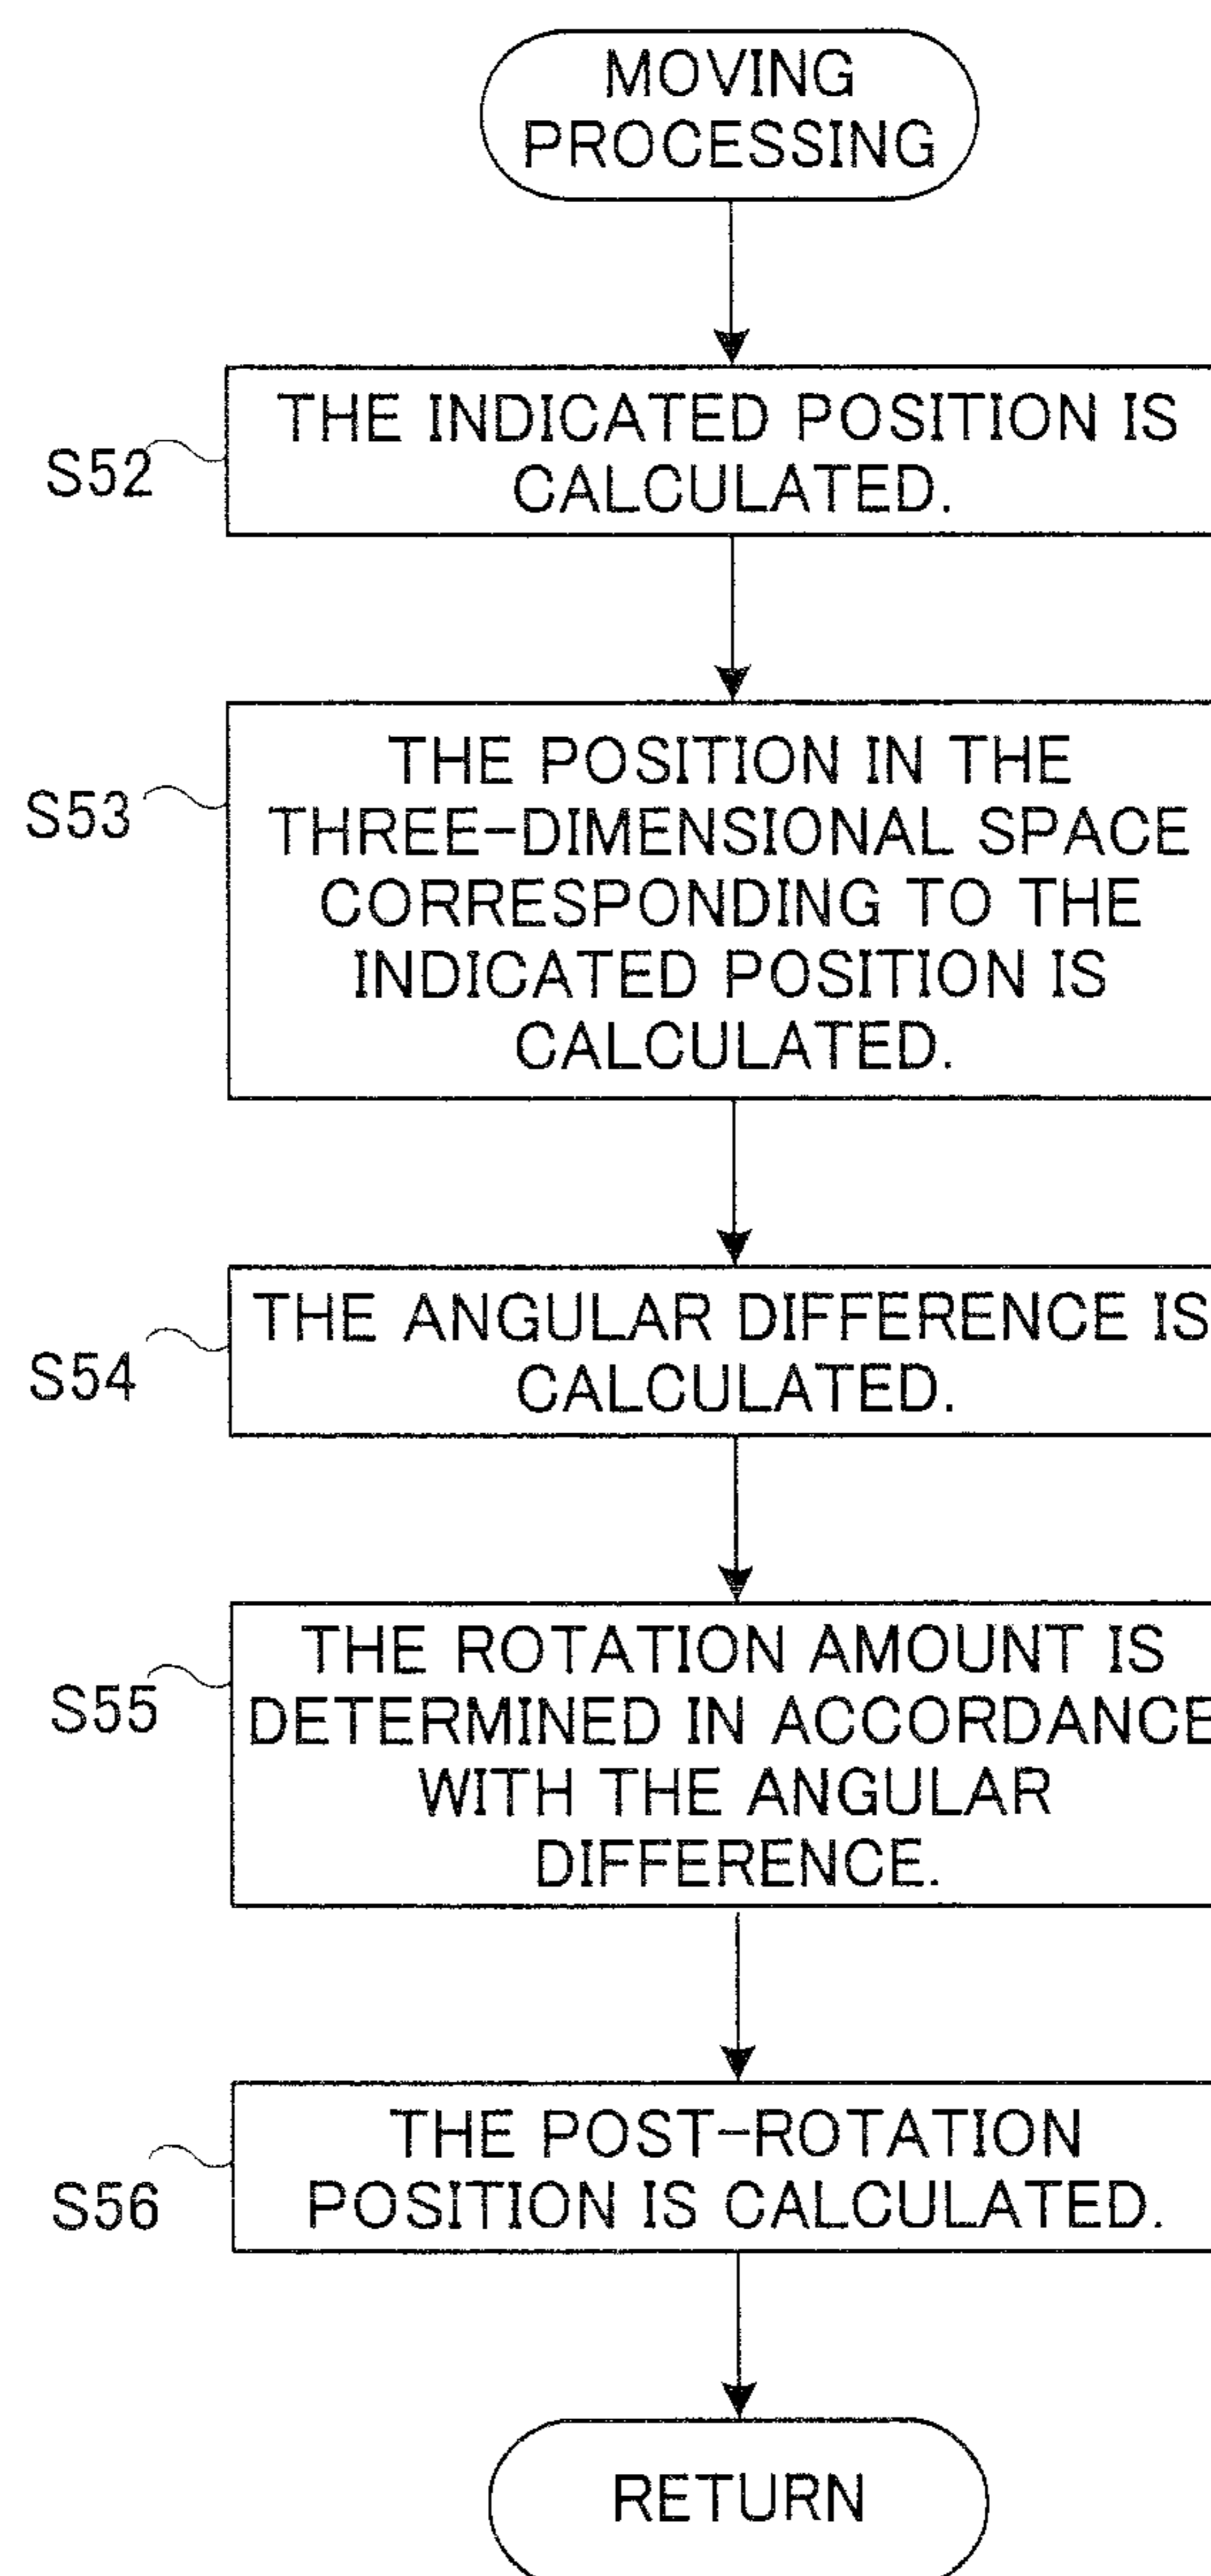 MOVING
PROCESSING
S52
THE INDICATED POSITION IS
CALCULATED.
S53
THE POSITION IN THE
THREE-DIMENSIONAL SPACE
CORRESPONDING TO THE
INDICATED POSITION IS
CALCULATED.
S54
THE ANGULAR DIFFERENCE IS
CALCULATED.
S55
THE ROTATION AMOUNT IS
DETERMINED IN ACCORDANCE
WITH THE ANGULAR
DIFFERENCE.
S56
THE POST-ROTATION
POSITION IS CALCULATED.
RETURN